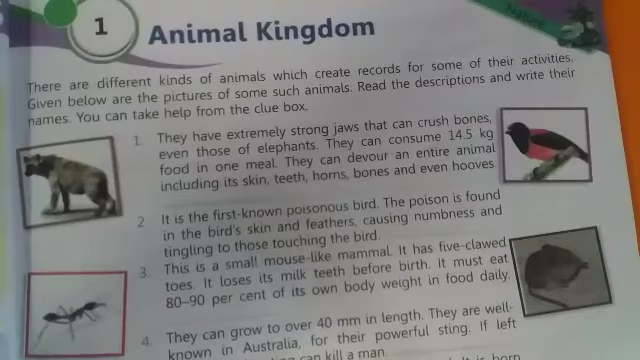 Nature
1
Animal Kingdom
There are different kinds of animals which create records for some of their activities.
Given below are the pictures of some such animals. Read the descriptions and write their
names. You can take help from the clue box.
1. They have extremely strong jaws that can crush bones,
even those of elephants. They can consume 14.5 kg
food in one meal. They can devour an entire animal
including its skin, teeth, horns, bones and even hooves.
2. It is the first-known poisonous bird. The poison is found
in the bird's skin and feathers, causing numbness and
tingling to those touching the bird.
3. This is a small mouse-like mammal. It has five-clawed
toes. It loses its milk teeth before birth. It must eat
80–90 per cent of its own body weight in food daily.
4. They can grow to over 40 mm in length. They are well-
known in Australia, for their powerful sting. If left
can kill a man.
It is born